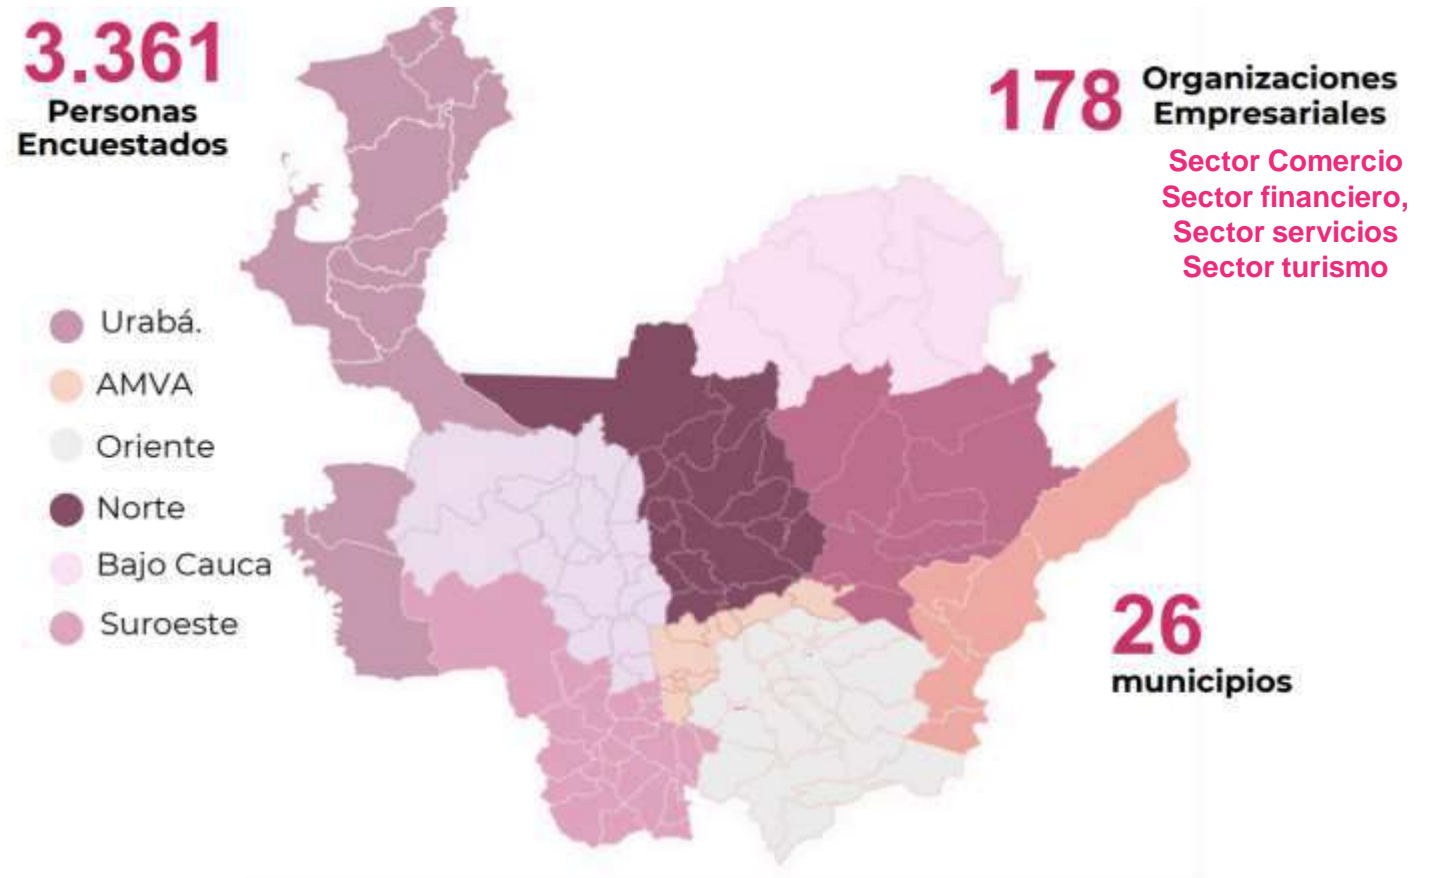 3.361
Personas
Encuestados
178
Organizaciones
Empresariales
Sector Comercio
Sector financiero,
Sector servicios
Sector turismo
Urabá.
AMVA
Oriente
Norte
Bajo Cauca
Suroeste
26
municipios